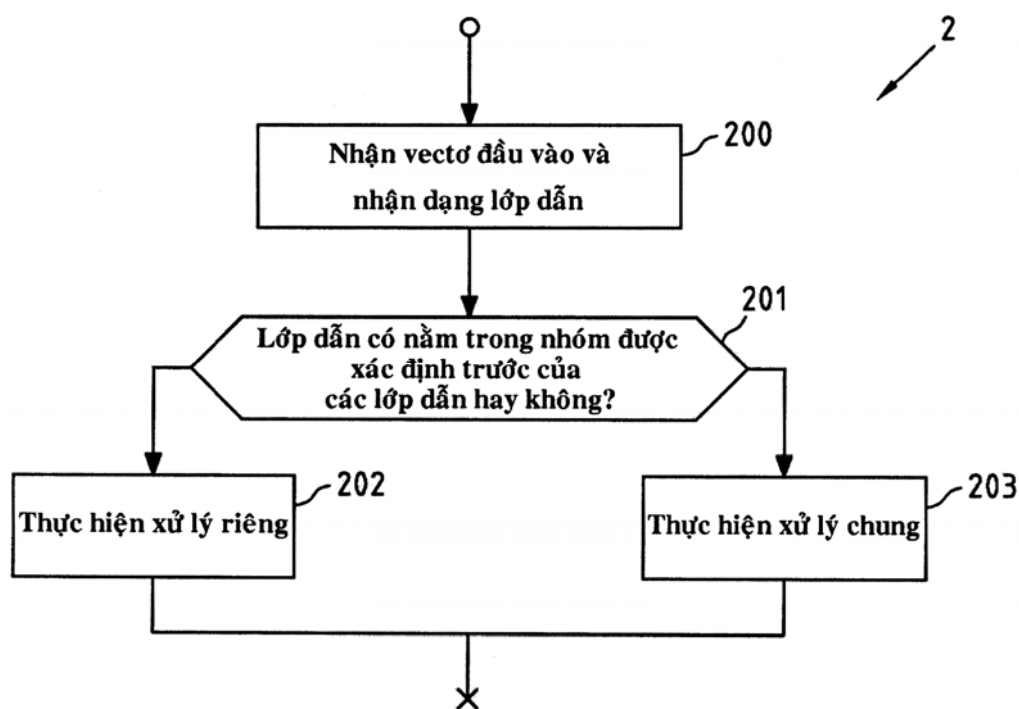 2
200
Nhận vectơ đầu vào và
nhận dạng lớp dẫn
201
Lớp dẫn có nằm trong nhóm được
xác định trước của
các lớp dẫn hay không?
202
Thực hiện xử lý riêng
203
Thực hiện xử lý chung